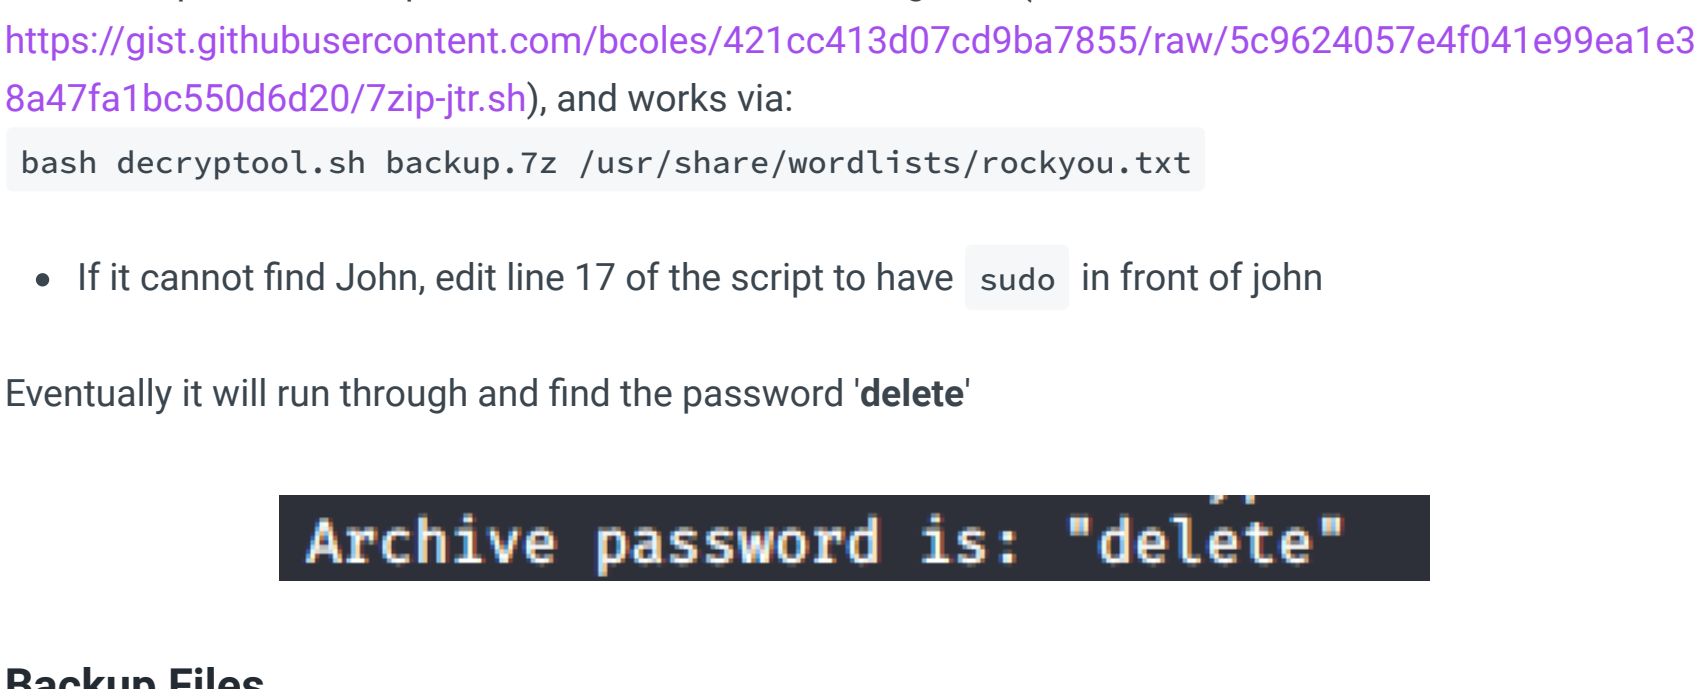 https://gist.githubusercontent.com/bcoles/421cc413d07cd9ba7855/raw/5c9624057e4f041e99ea1e3
8a47fa1bc550d6d20/7zip-jtr.sh), and works via:
bash decryptool.sh backup.7z /usr/share/wordlists/rockyou.txt
• If it cannot find John, edit line 17 of the script to have sudo in front of john
Eventually it will run through and find the password 'delete'
Archive password is: "delete"
Backup Files